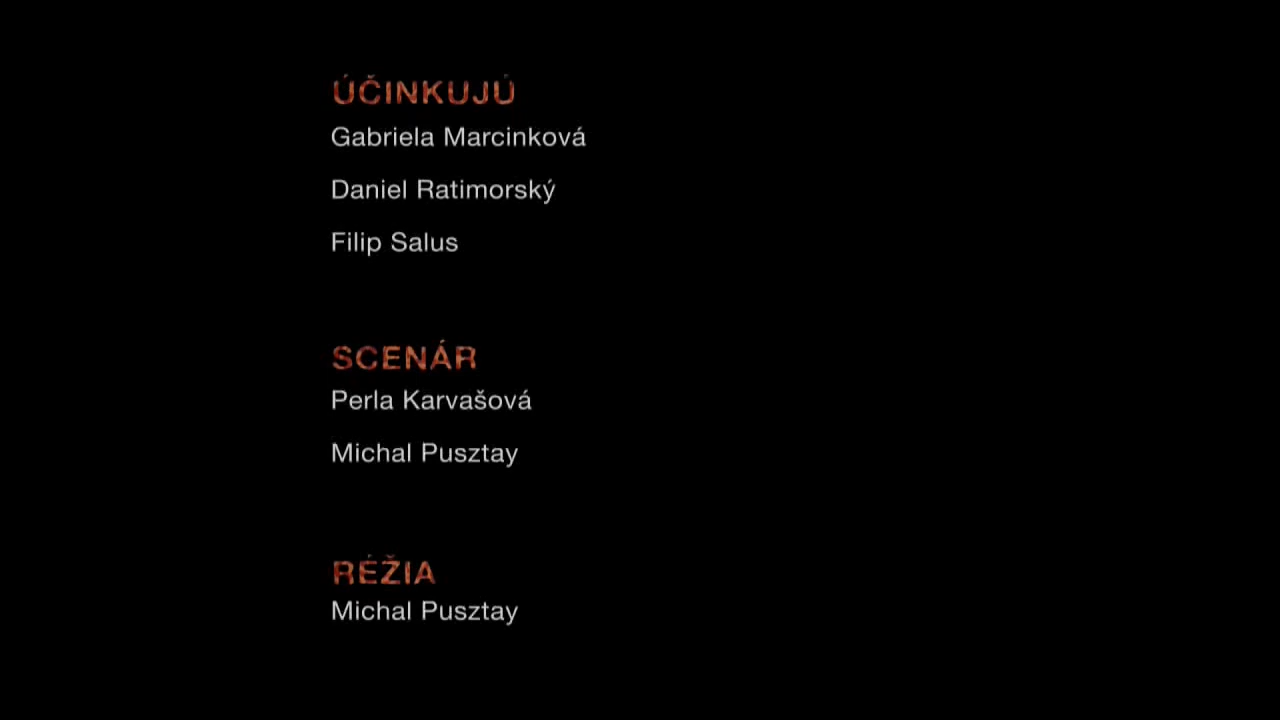 ÚČINKUJÚ
Gabriela Marcinková
Daniel Ratimorský
Filip Salus
SCENÁR
Perla Karvašová
Michal Pusztay
RÉŽIA
Michal Pusztay